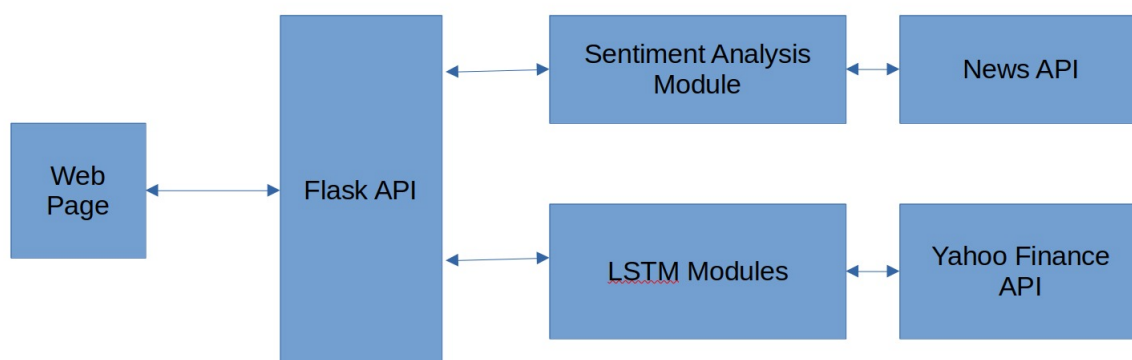 Web
Page
Flask API
Sentiment Analysis
Module
News API
LSTM Modules
Yahoo Finance
API